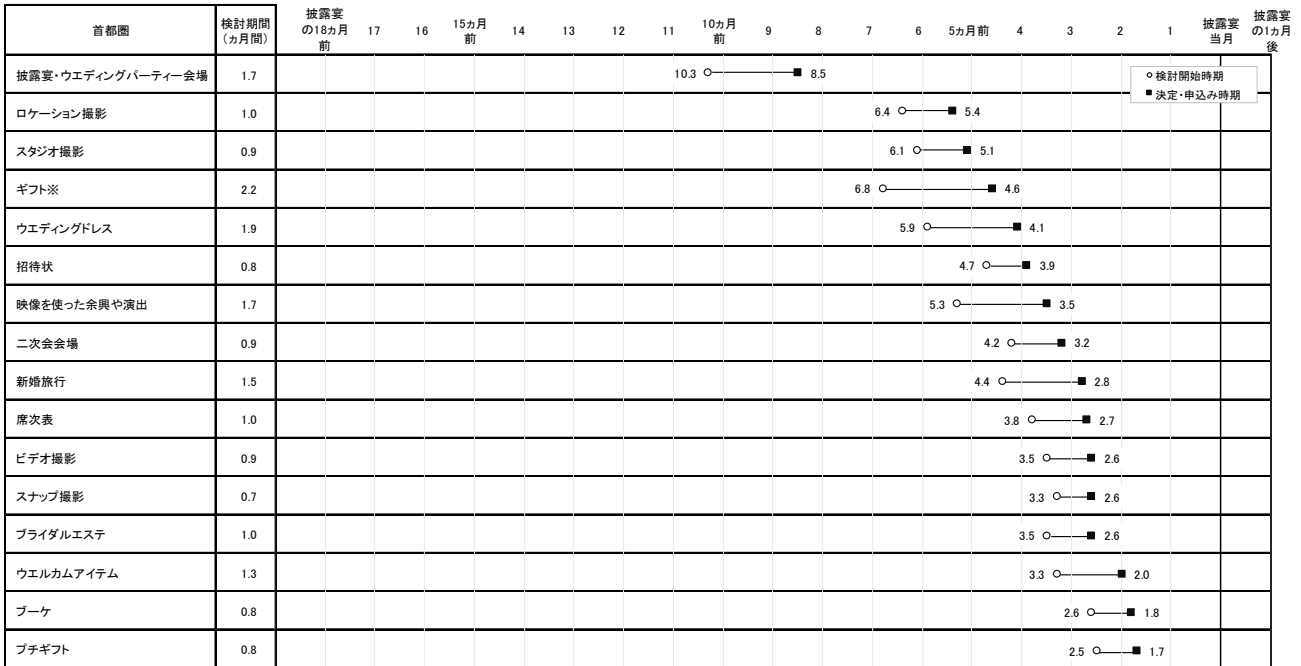 首都圏 検討期間(ヵ月間) 披露宴の18ヵ月前 17 16 15ヵ月前 14 13 12 11 10ヵ月前 9 8 7 6 5ヵ月前 4 3 2 1 披露宴当月 披露宴の1ヵ月後
○検討開始時期
■決定・申込み時期
披露宴・ウエディングパーティー会場 1.7 10.3 8.5
ロケーション撮影 1.0 6.4 5.4
スタジオ撮影 0.9 6.1 5.1
ギフト※ 2.2 6.8 4.6
ウエディングドレス 1.9 5.9 4.1
招待状 0.8 4.7 3.9
映像を使った余興や演出 1.7 5.3 3.5
二次会会場 0.9 4.2 3.2
新婚旅行 1.5 4.4 2.8
席次表 1.0 3.8 2.7
ビデオ撮影 0.9 3.5 2.6
スナップ撮影 0.7 3.3 2.6
ブライダルエステ 1.0 3.5 2.6
ウエルカムアイテム 1.3 3.3 2.0
ブーケ 0.8 2.6 1.8
プチギフト 0.8 2.5 1.7